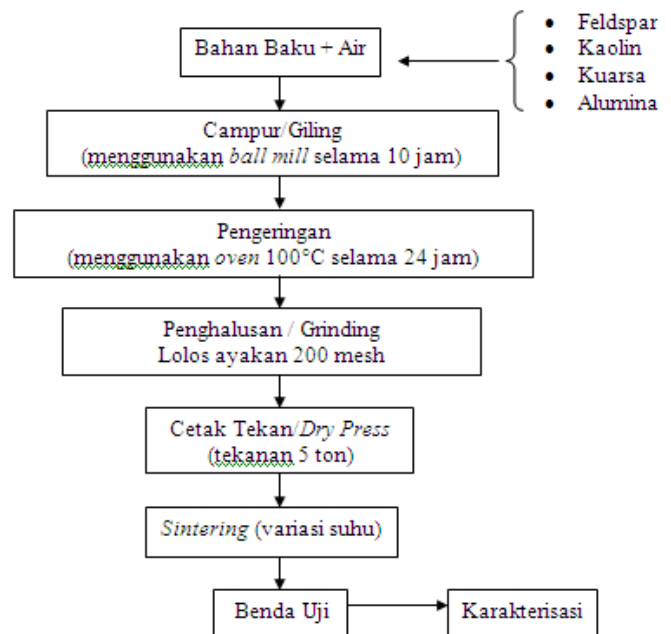 Bahan Baku + Air
• Feldspar
• Kaolin
• Kuarsa
• Alumina
Campur/Giling
(menggunakan ball mill selama 10 jam)
Pengeringan
(menggunakan oven 100°C selama 24 jam)
Penghalusan / Grinding
Lolos ayakan 200 mesh
Cetak Tekan/Dry Press
(tekanan 5 ton)
Sintering (variasi suhu)
Benda Uji
Karakterisasi